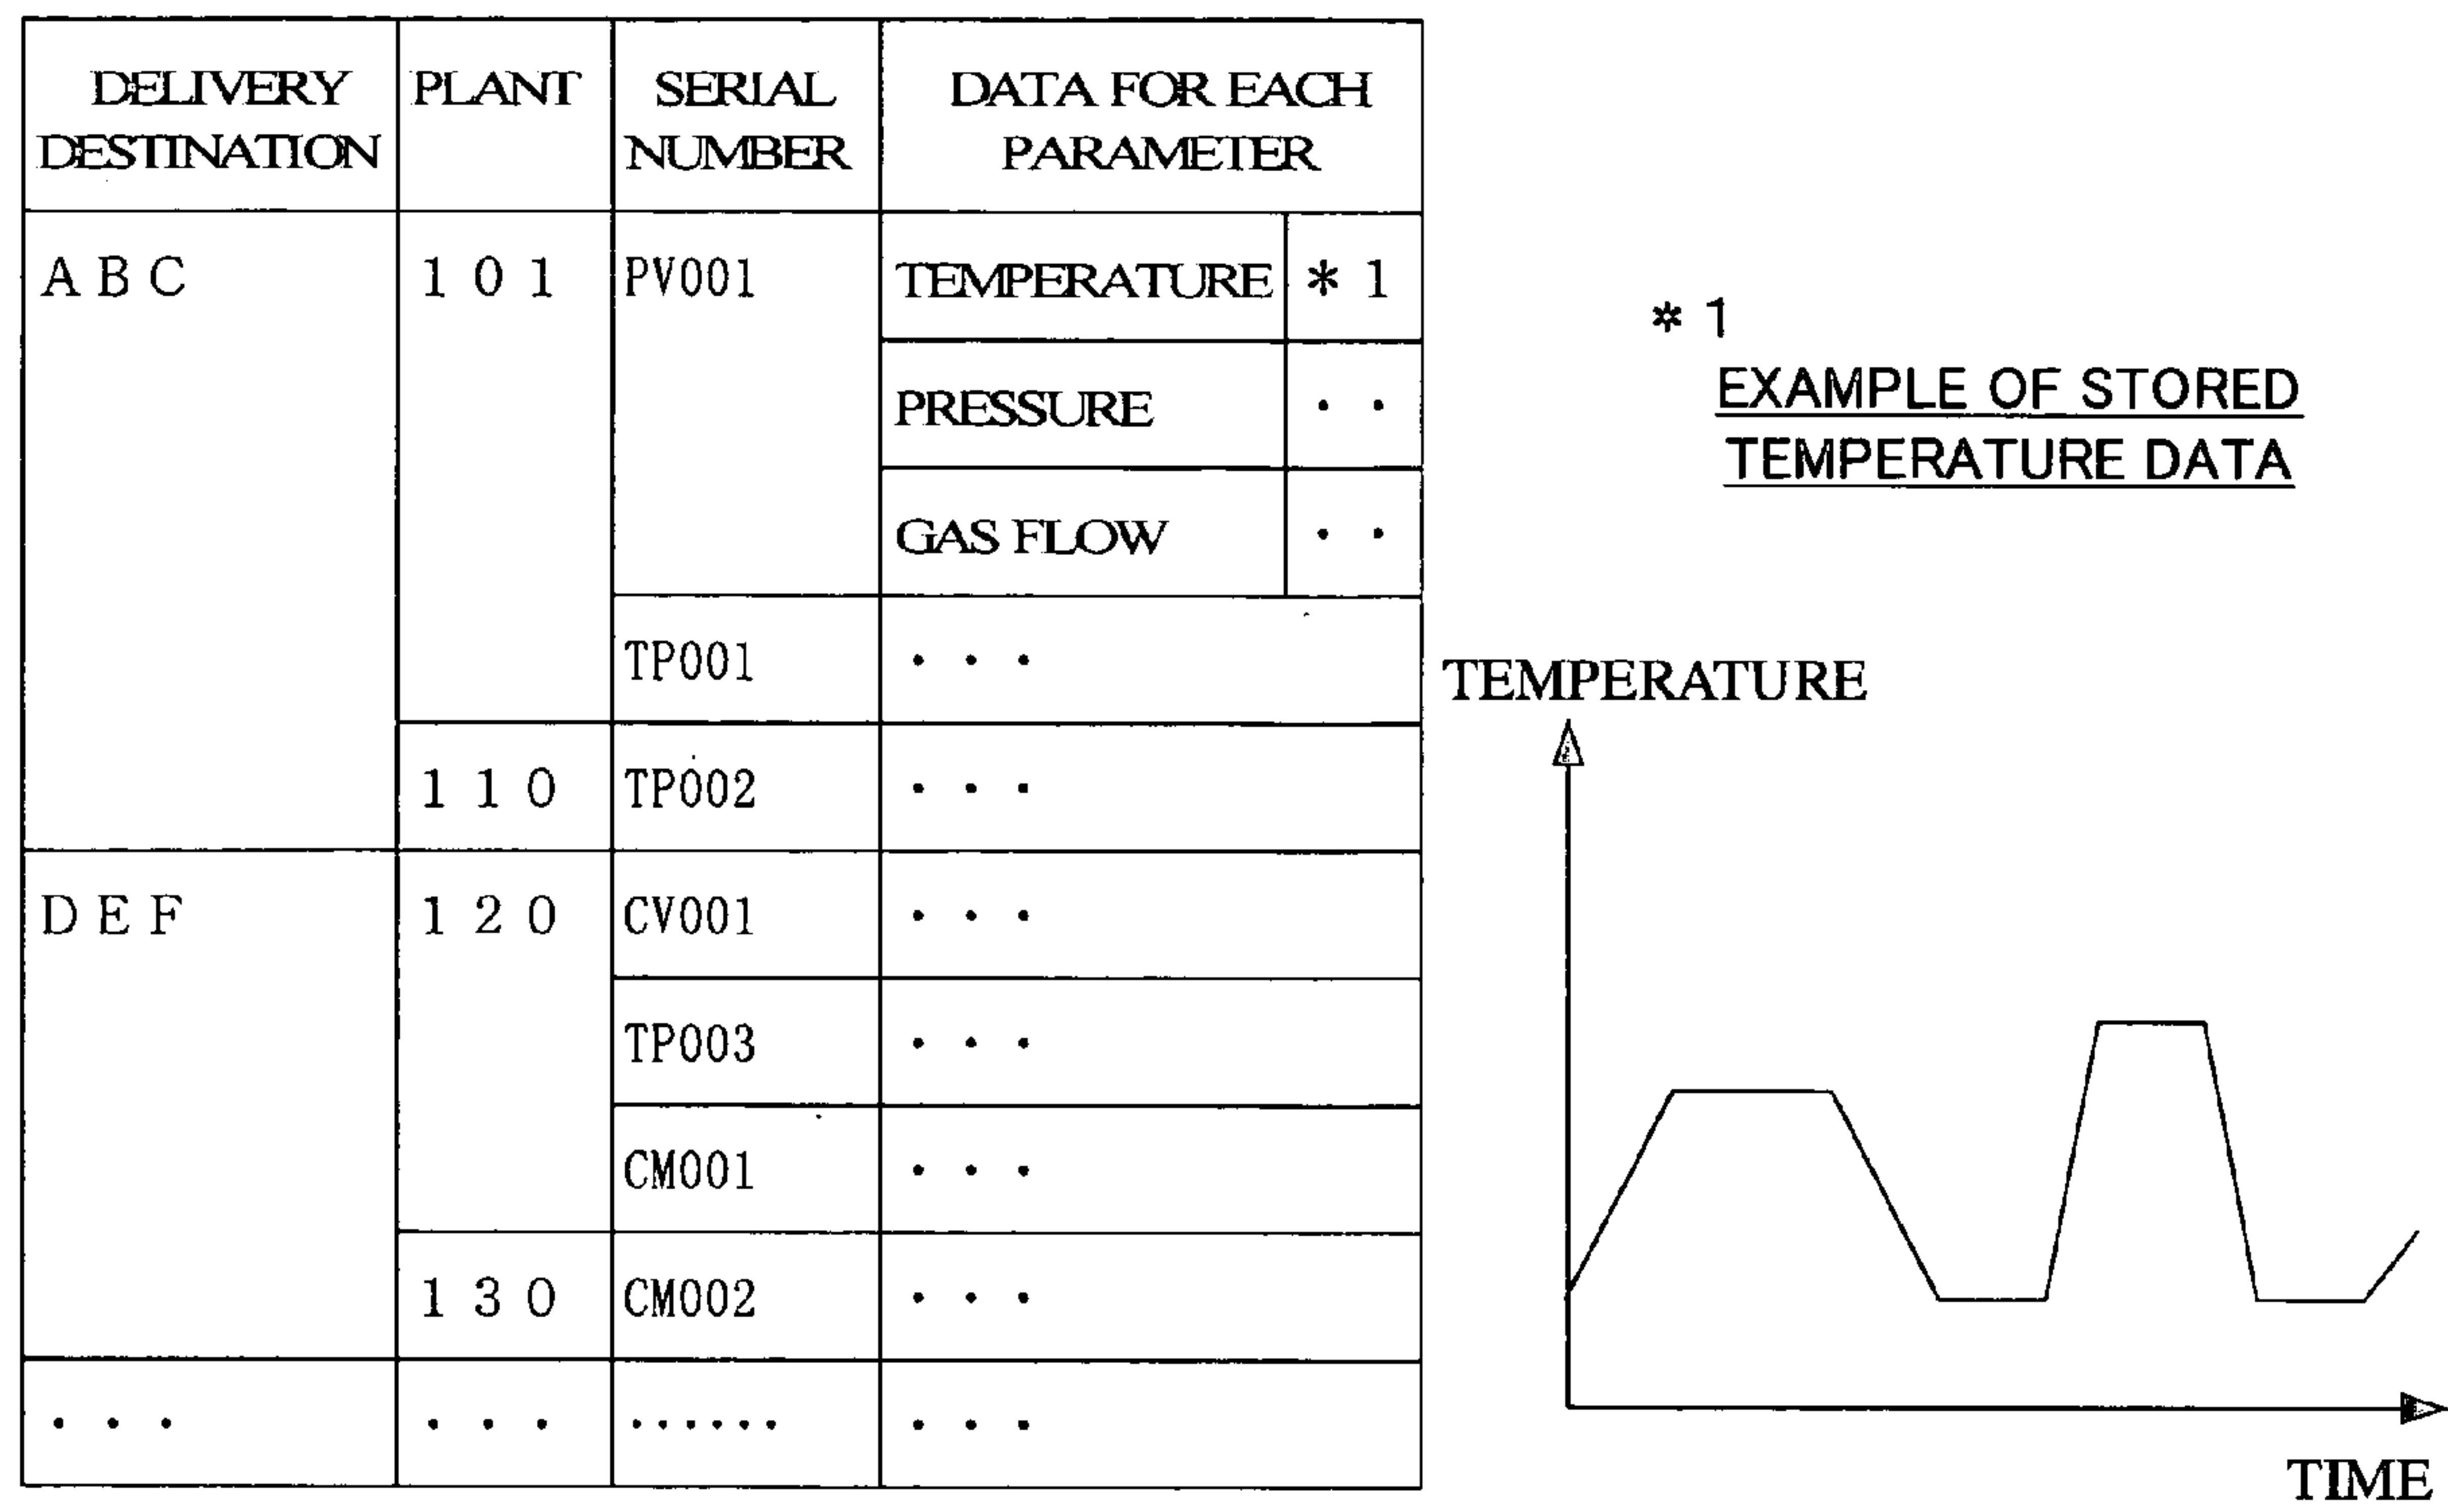 DELIVERY DESTINATION PLANT SERIAL NUMBER DATA FOR EACH PARAMETER
ABC 101 PV001 TEMPERATURE *1
PRESSURE ・・
GAS FLOW ・・
TP001 ・・・
110 TP002 ・・・
DEF 120 CV001 ・・・
TP003 ・・・
CM001 ・・・
130 CM002 ・・・
・・・ ・・・ ・・・・・・ ・・・
*1
EXAMPLE OF STORED
TEMPERATURE DATA
TEMPERATURE
TIME